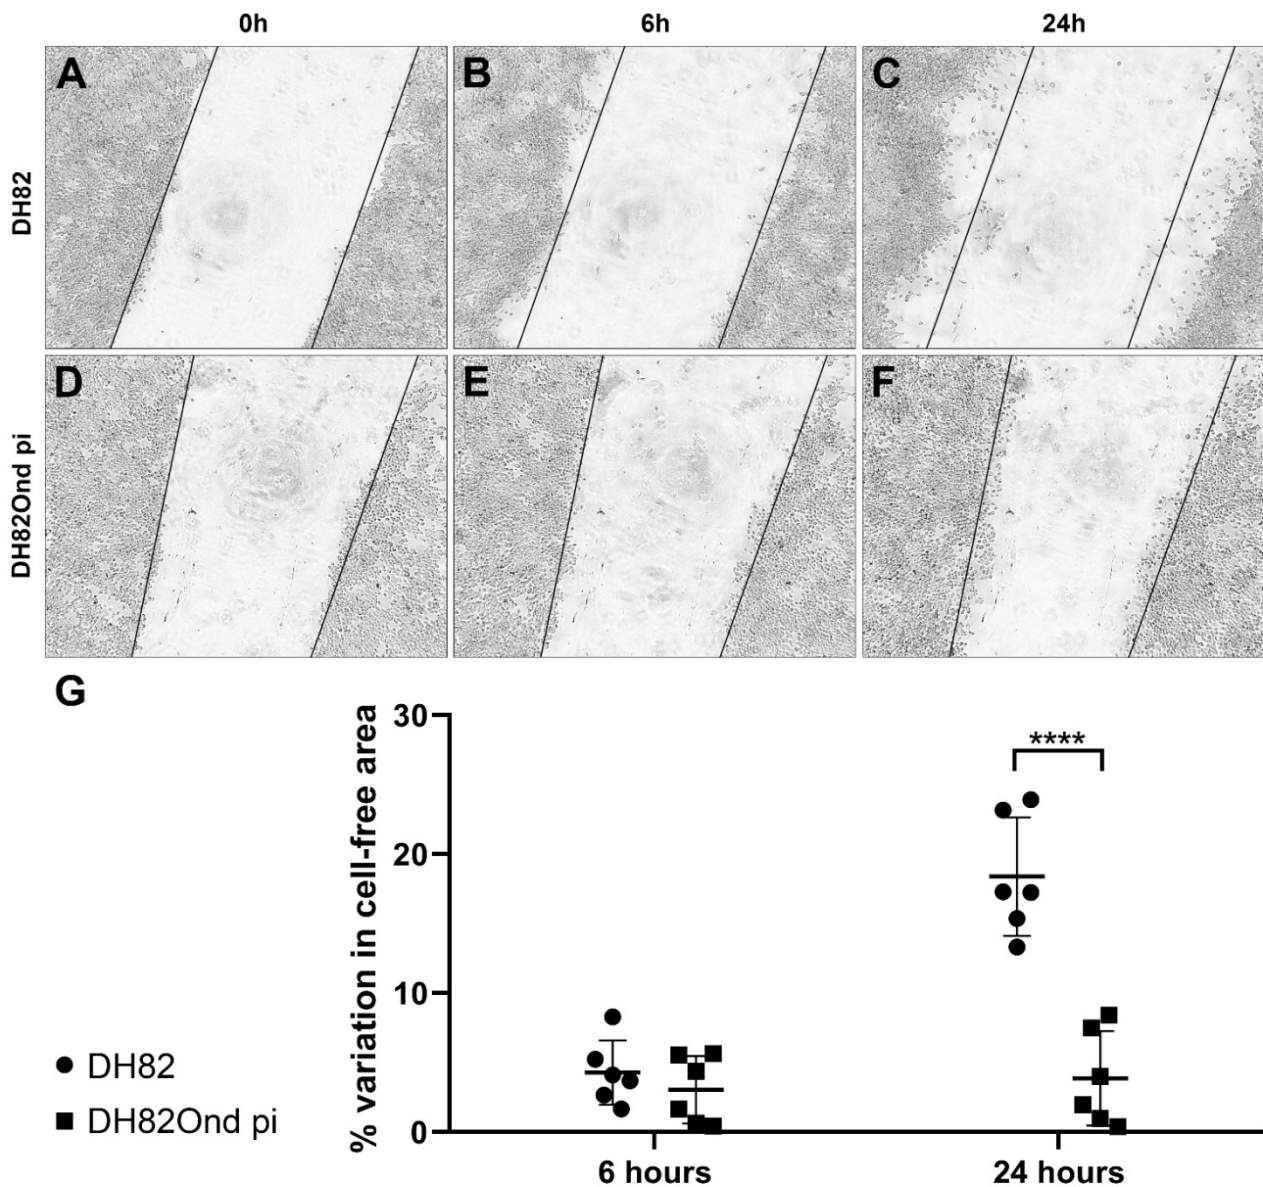 0h 6h 24h
DH82
A B C
DH82Ond pi
D E F
G
% variation in cell-free area
30
20
10
0
****
DH82
DH82Ond pi
6 hours 24 hours